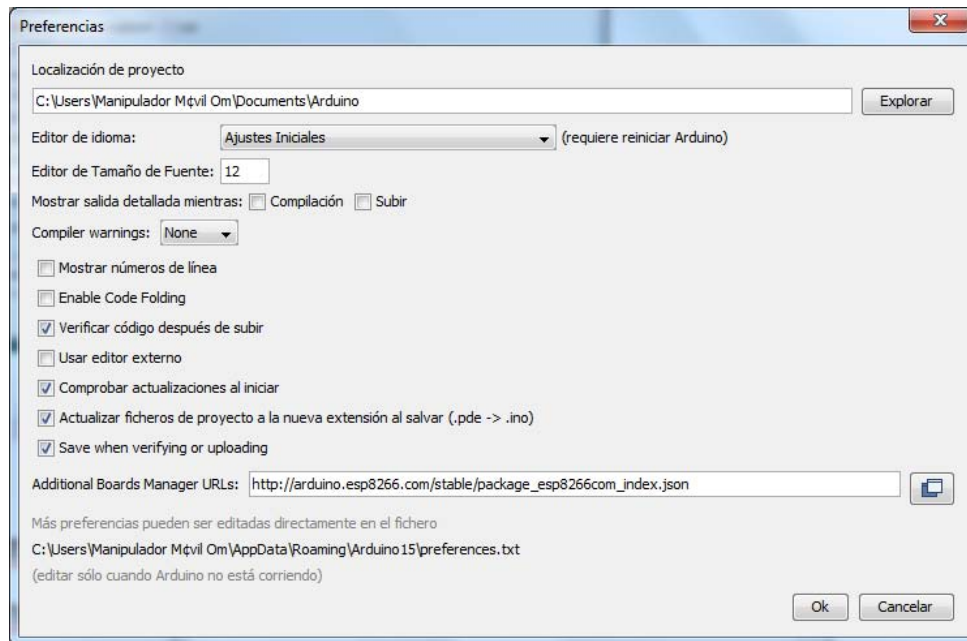 Preferencias
Localización de proyecto
C:\Users\Manipulador M¢vil Om\Documents\Arduino
Explorar
Editor de idioma: Ajustes Iniciales (requiere reiniciar Arduino)
Editor de Tamaño de Fuente: 12
Mostrar salida detallada mientras: Compilación Subir
Compiler warnings: None
Mostrar números de línea
Enable Code Folding
Verificar código después de subir
Usar editor externo
Comprobar actualizaciones al iniciar
Actualizar ficheros de proyecto a la nueva extensión al salvar (.pde -> .ino)
Save when verifying or uploading
Additional Boards Manager URLs: http://arduino.esp8266.com/stable/package_esp8266com_index.json
Más preferencias pueden ser editadas directamente en el fichero
C:\Users\Manipulador M¢vil Om\AppData\Roaming\Arduino15\preferences.txt
(editar sólo cuando Arduino no está corriendo)
Ok Cancelar